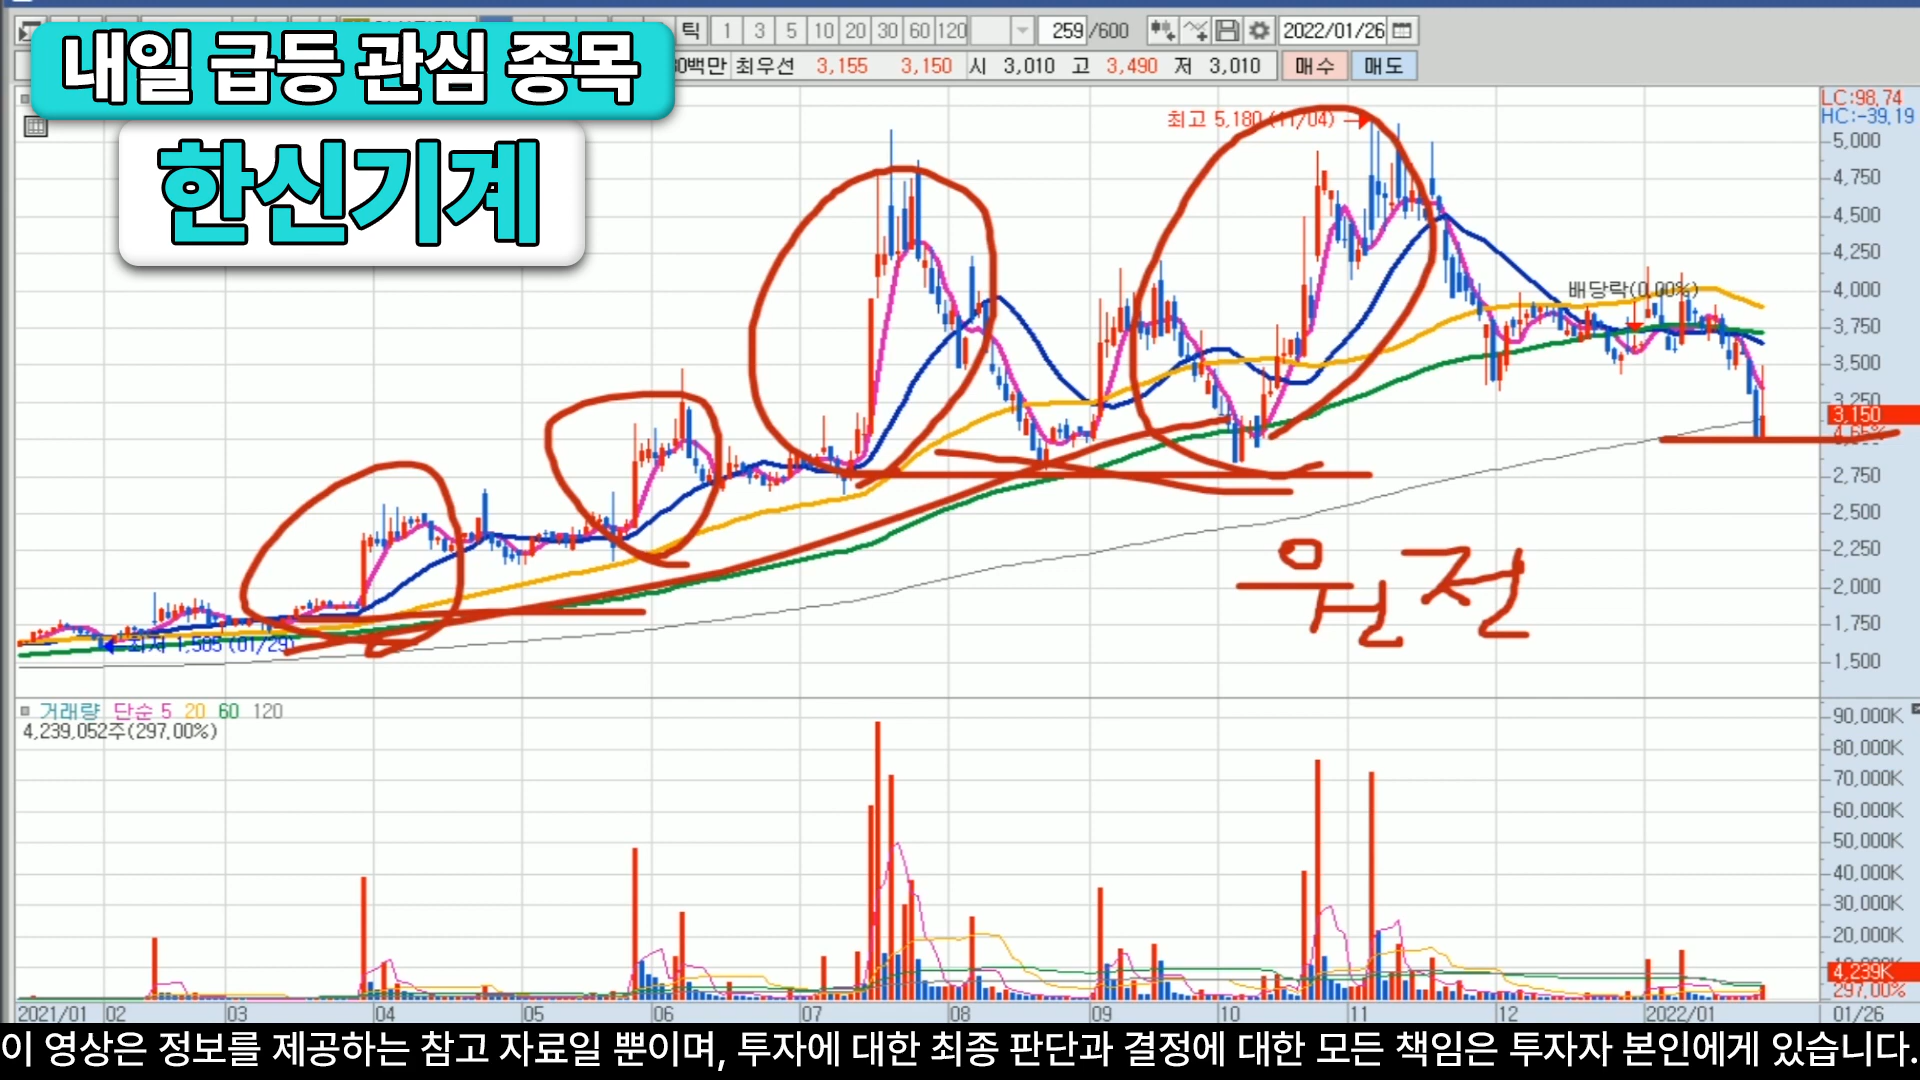 틱 1 3 5 10 20 30 60 120 259 /600 2022/01/26
내일 급등 관심 종목
한신기계
최우선 3,155 3,150 시 3,010 고 3,490 저 3,010 매수 매도
LC:98,74
HC:-39,19
최고 5,180 (11/04)
배당락(0,00%)
최저 1,585 (01/29)
5,000
4,750
4,500
4,250
4,000
3,750
3,500
3,250
3,150
2,750
2,500
2,250
2,000
1,750
1,500
원전
거래량 단순 5 20 60 120
4,239,052주(297,00%)
90,000K
80,000K
70,000K
60,000K
50,000K
40,000K
30,000K
20,000K
4,239K
297,00%
2021/01 02 03 04 05 06 07 08 09 10 11 12 2022/01 01/26
이 영상은 정보를 제공하는 참고 자료일 뿐이며, 투자에 대한 최종 판단과 결정에 대한 모든 책임은 투자자 본인에게 있습니다.